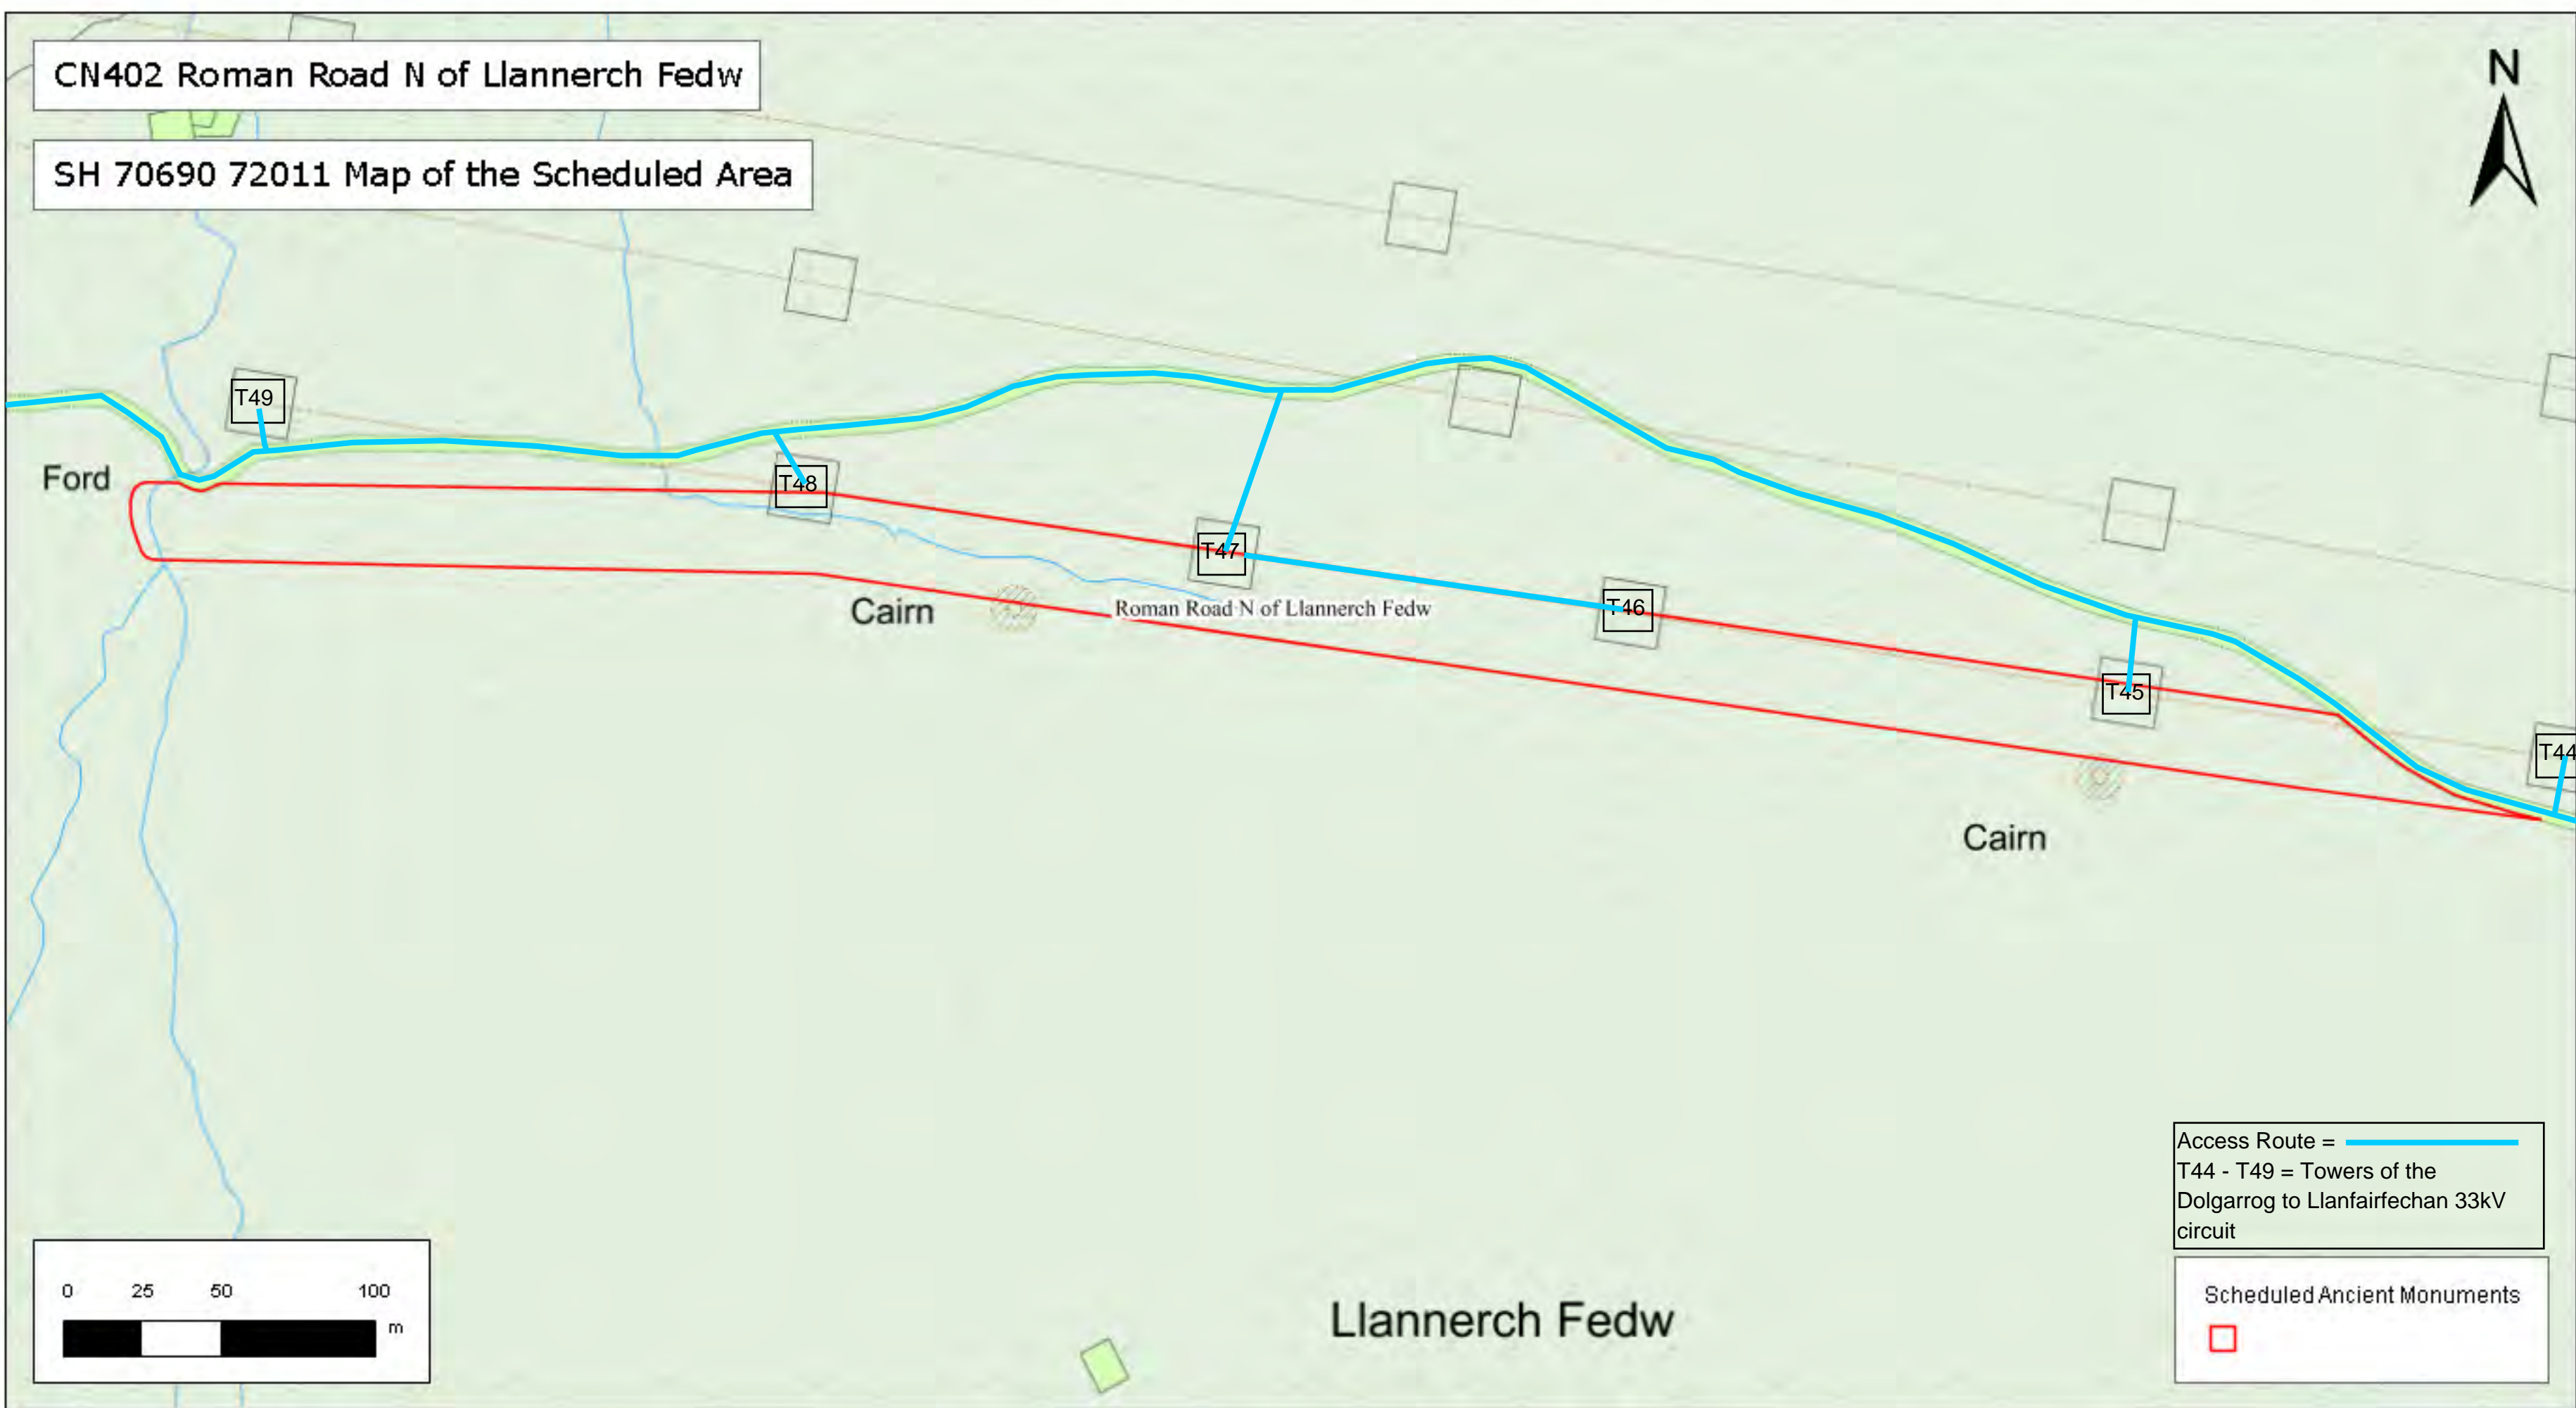 CN402 Roman Road N of Llannerch Fedw
N
SH 70690 72011 Map of the Scheduled Area
T49
Ford
T48
T47
Cairn
Roman Road N of Llannerch Fedw
T46
T45
T44
Cairn
Access Route =
T44 - T49 = Towers of the
Dolgarrog to Llanfairfechan 33kV
circuit
0 25 50 100
m
Llannerch Fedw
Scheduled Ancient Monuments